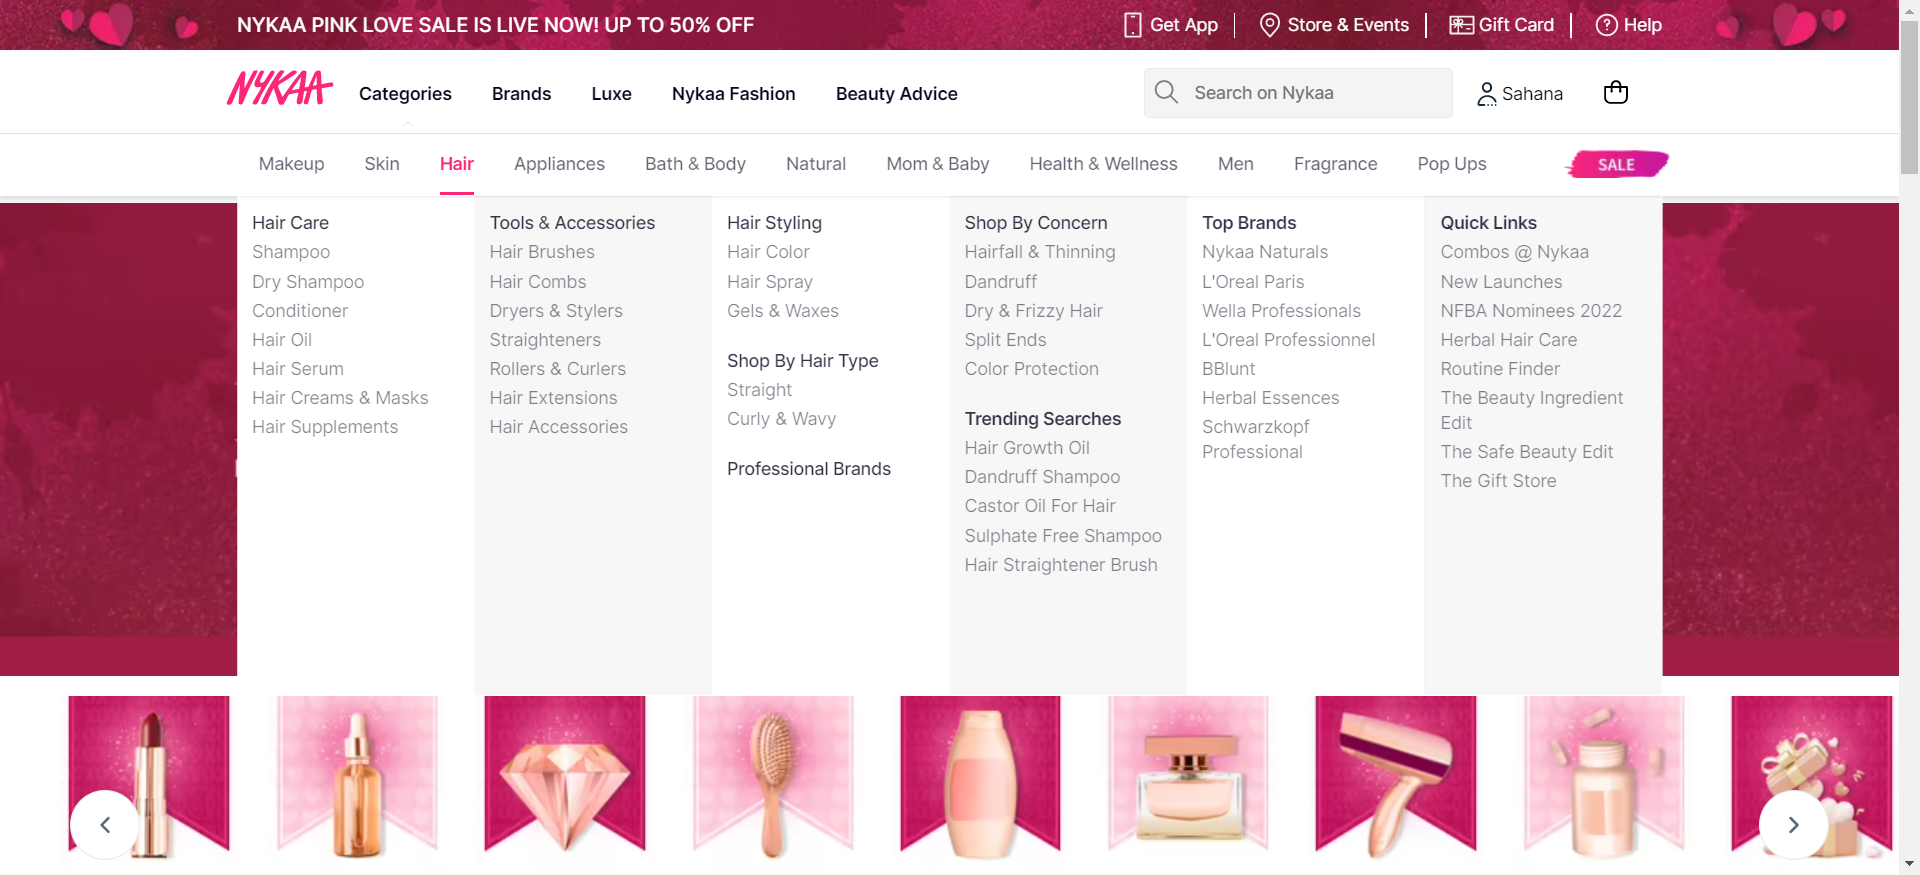 NYKAA PINK LOVE SALE IS LIVE NOW! UP TO 50% OFF
Get App
Store & Events
Gift Card
Help
NYKAA
Categories
Brands
Luxe
Nykaa Fashion
Beauty Advice
Search on Nykaa
Sahana
Makeup
Skin
Hair
Appliances
Bath & Body
Natural
Mom & Baby
Health & Wellness
Men
Fragrance
Pop Ups
SALE
Hair Care
Shampoo
Dry Shampoo
Conditioner
Hair Oil
Hair Serum
Hair Creams & Masks
Hair Supplements
Tools & Accessories
Hair Brushes
Hair Combs
Dryers & Stylers
Straighteners
Rollers & Curlers
Hair Extensions
Hair Accessories
Hair Styling
Hair Color
Hair Spray
Gels & Waxes
Shop By Hair Type
Straight
Curly & Wavy
Professional Brands
Shop By Concern
Hairfall & Thinning
Dandruff
Dry & Frizzy Hair
Split Ends
Color Protection
Trending Searches
Hair Growth Oil
Dandruff Shampoo
Castor Oil For Hair
Sulphate Free Shampoo
Hair Straightener Brush
Top Brands
Nykaa Naturals
L'Oreal Paris
Wella Professionals
L'Oreal Professionnel
BBlunt
Herbal Essences
Schwarzkopf
Professional
Quick Links
Combos @ Nykaa
New Launches
NFBA Nominees 2022
Herbal Hair Care
Routine Finder
The Beauty Ingredient
Edit
The Safe Beauty Edit
The Gift Store